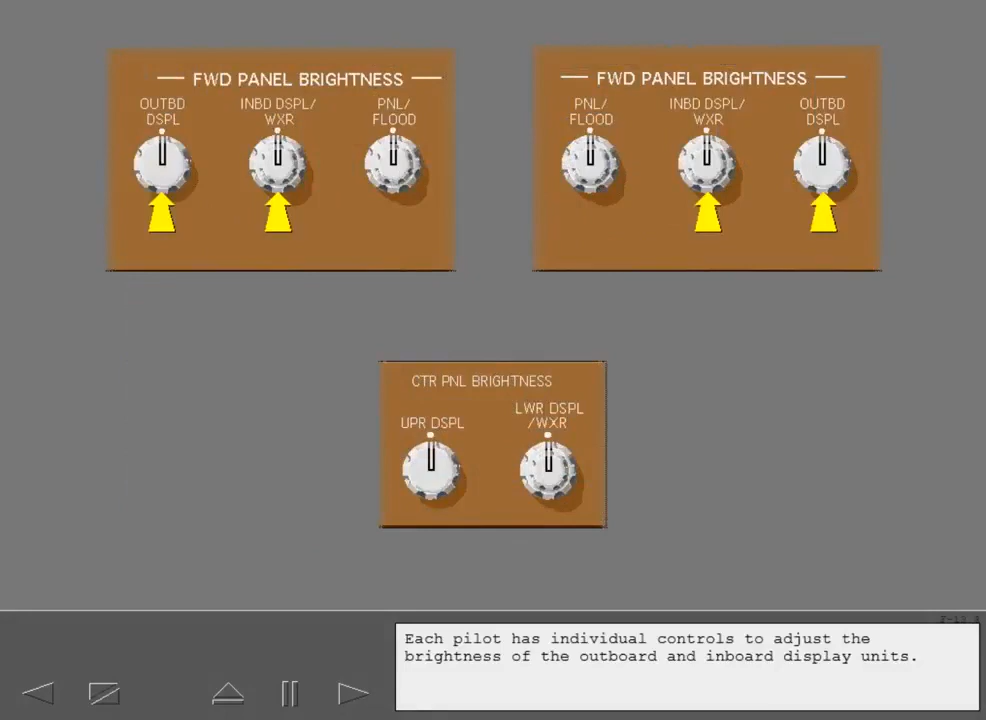 FWD PANEL BRIGHTNESS
OUTBD
DSPL
INBD DSPL/
WXR
PNL/
FLOOD
FWD PANEL BRIGHTNESS
PNL/
FLOOD
INBD DSPL/
WXR
OUTBD
DSPL
CTR PNL BRIGHTNESS
UPR DSPL
LWR DSPL
/WXR
Each pilot has individual controls to adjust the
brightness of the outboard and inboard display units.